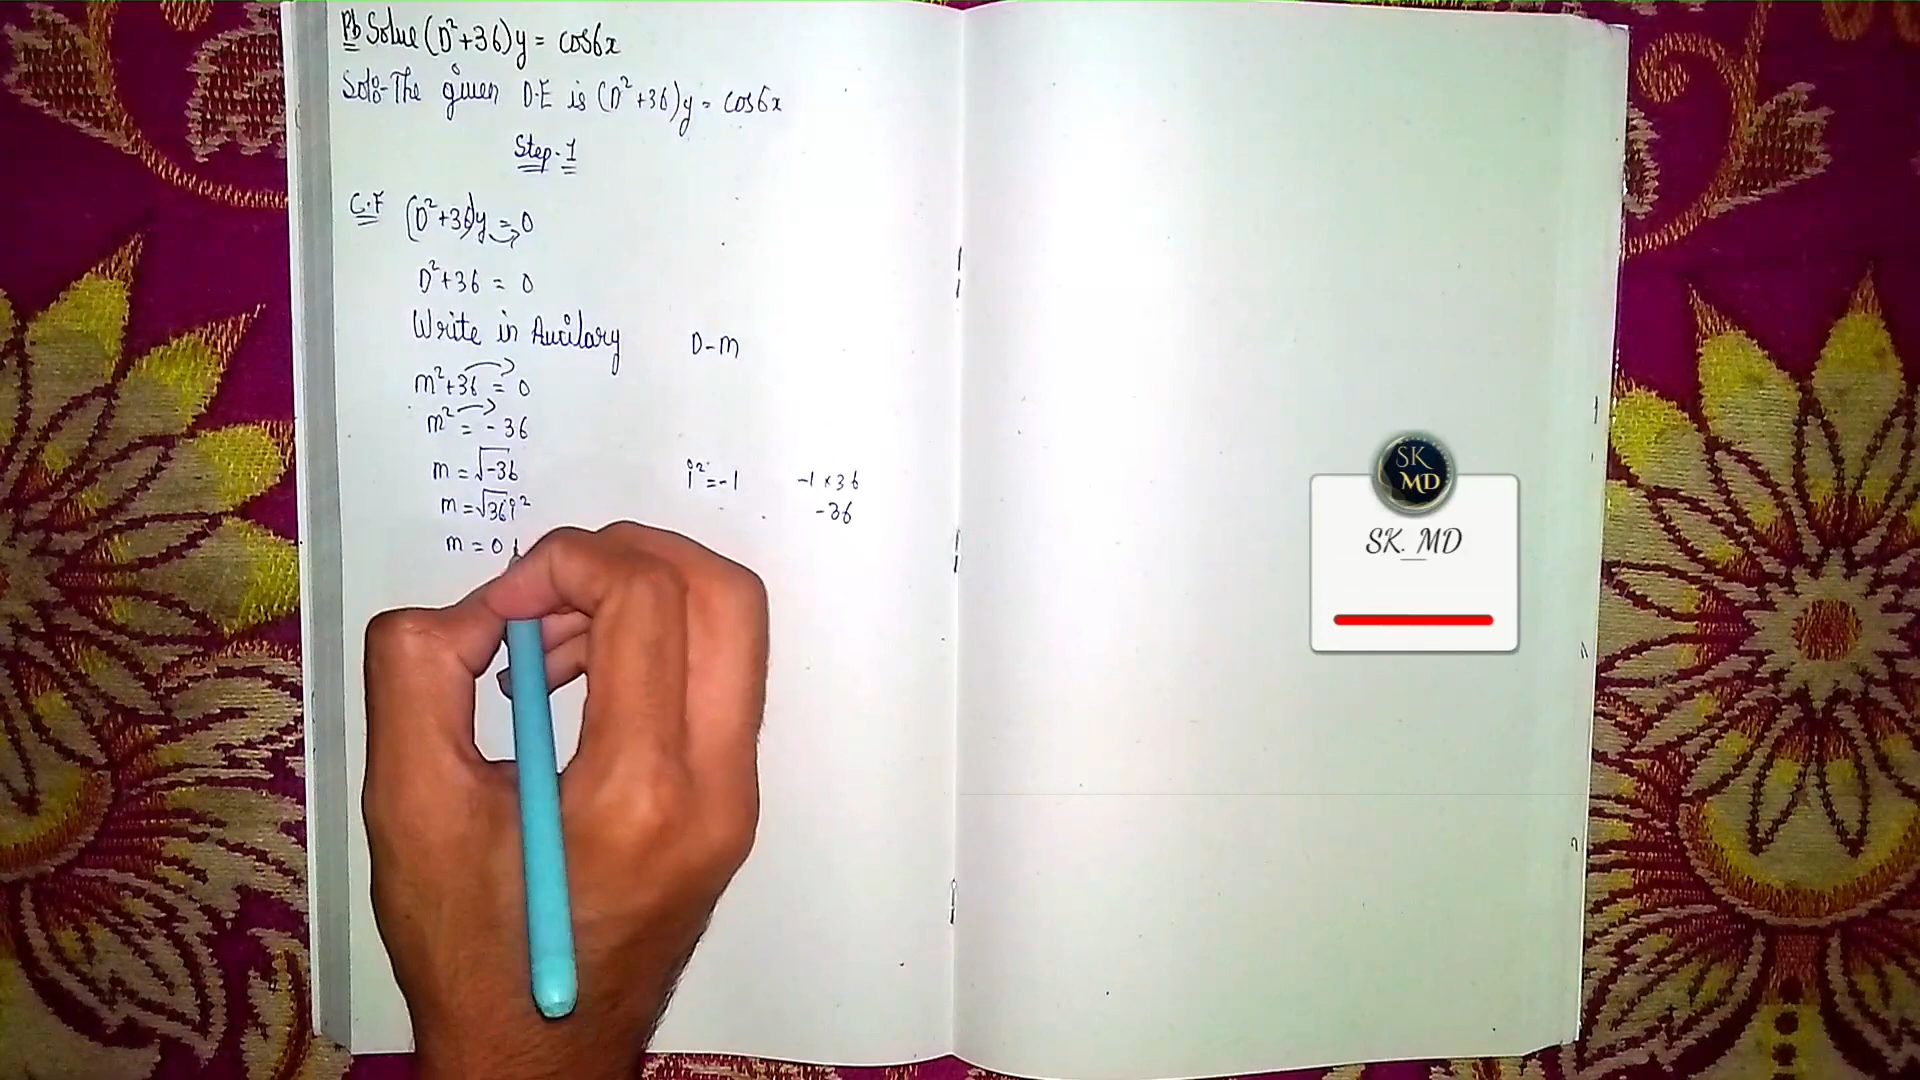 Pb Solve (D²+36)y = cos6x
Sol:- The given D.E is (D²+36)y = cos6x
Step-1
C.F (D²+36)y = 0
D²+36 = 0
Write in Auxilary D-m
m²+36 = 0
m² = -36
m = √-36 i²=-1 -1×36
m = √36i² -36
m = 0
SK
MD
SK._MD